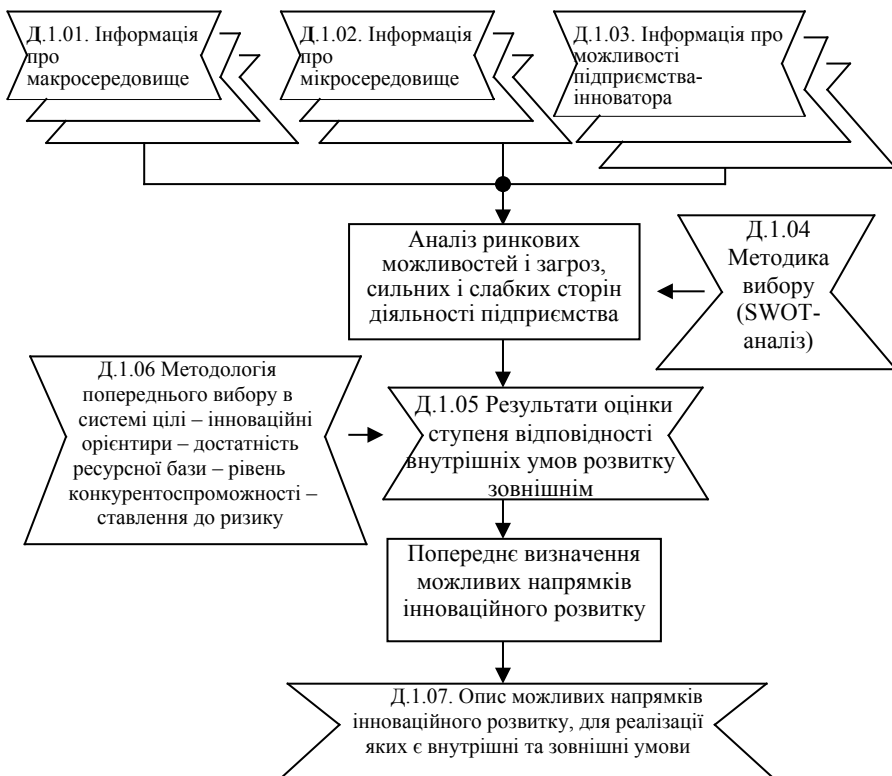 Д.1.01. Інформація
про
макросередовище
Д.1.02. Інформація
про
мікросередовище
Д.1.03. Інформація про
можливості
підприємства-
інноватора
Аналіз ринкових
можливостей і загроз,
сильних і слабких сторін
діяльності підприємства
Д.1.04
Методика
вибору
(SWOT-
аналіз)
Д.1.06 Методологія
попереднього вибору в
системі цілі – інноваційні
орієнтири – достатність
ресурсної бази – рівень
конкурентоспроможності –
ставлення до ризику
Д.1.05 Результати оцінки
ступеня відповідності
внутрішніх умов розвитку
зовнішнім
Попереднє визначення
можливих напрямків
інноваційного розвитку
Д.1.07. Опис можливих напрямків
інноваційного розвитку, для реалізації
яких є внутрішні та зовнішні умови